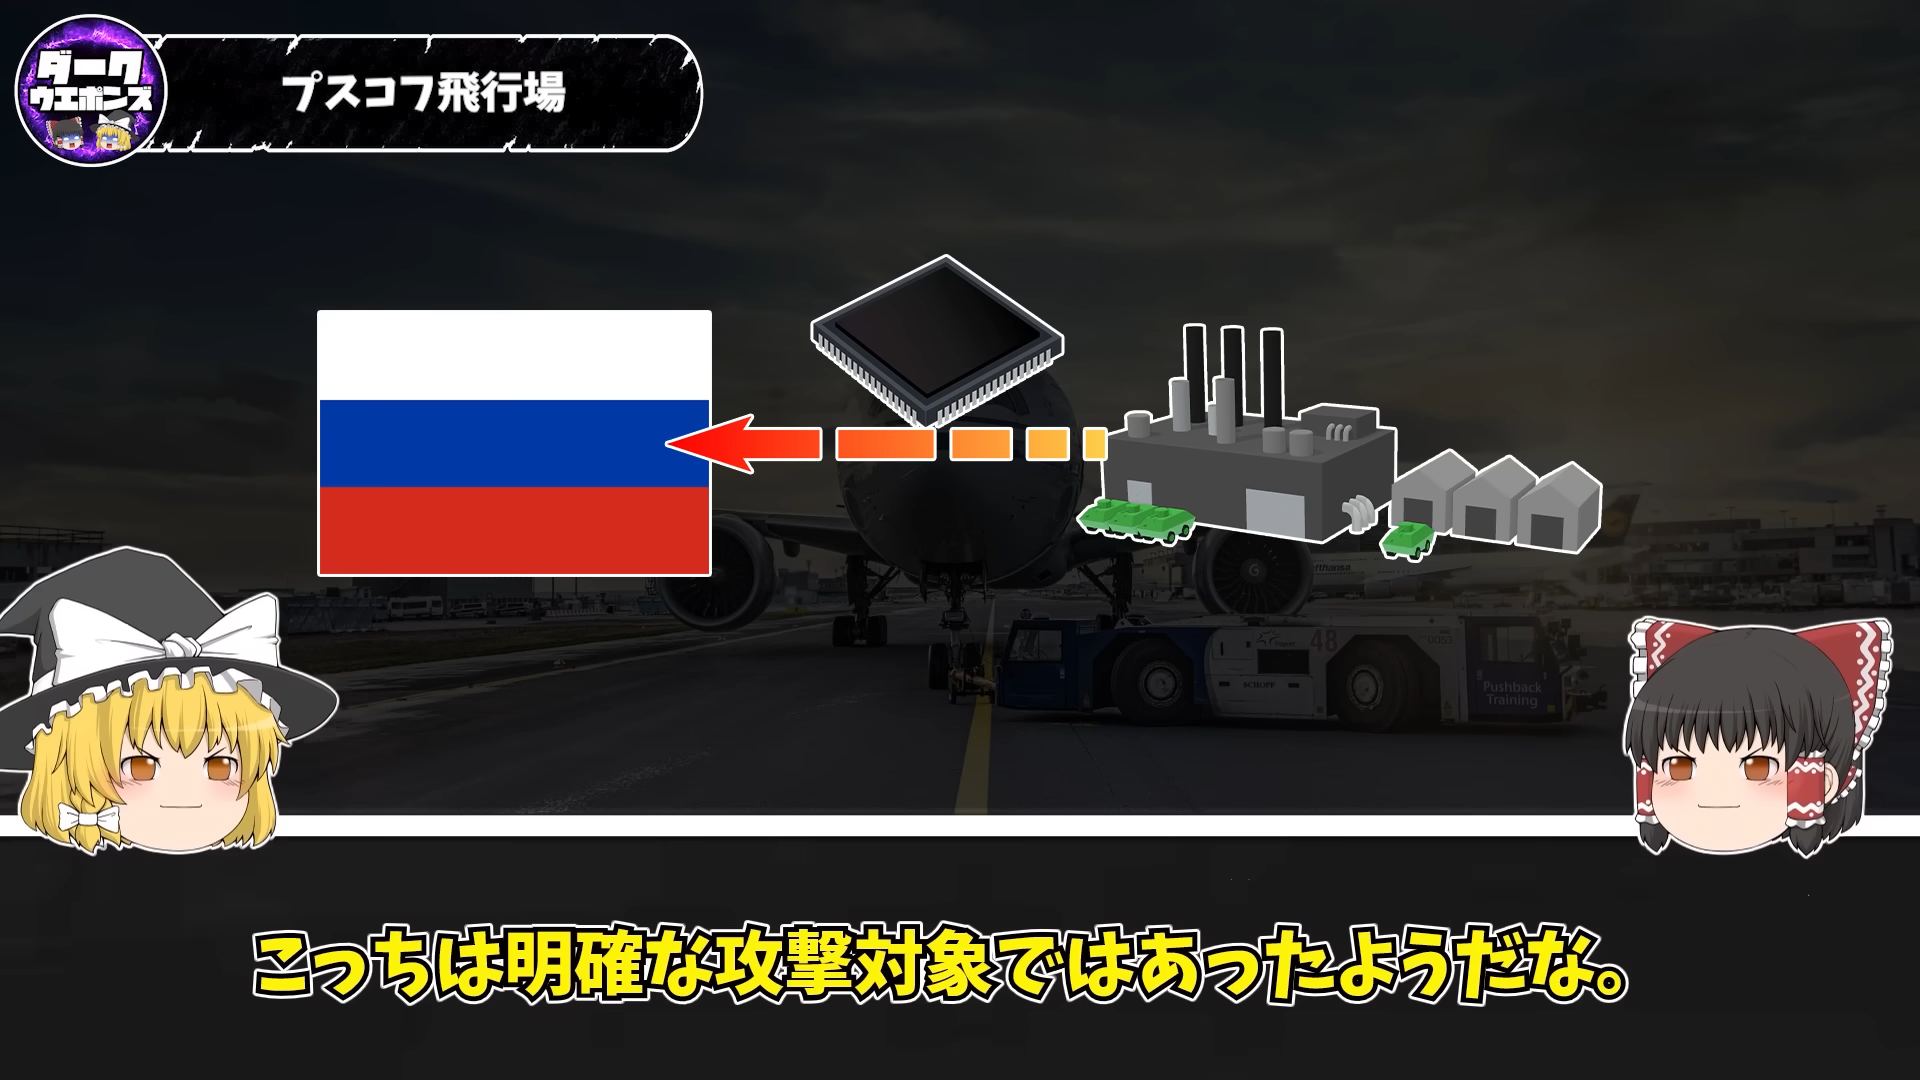 ダーク
ウエポンズ
プスコフ飛行場
Lufthansa
48
SCHOPF
Pushback
Training
こっちは明確な攻撃対象ではあったようだな。